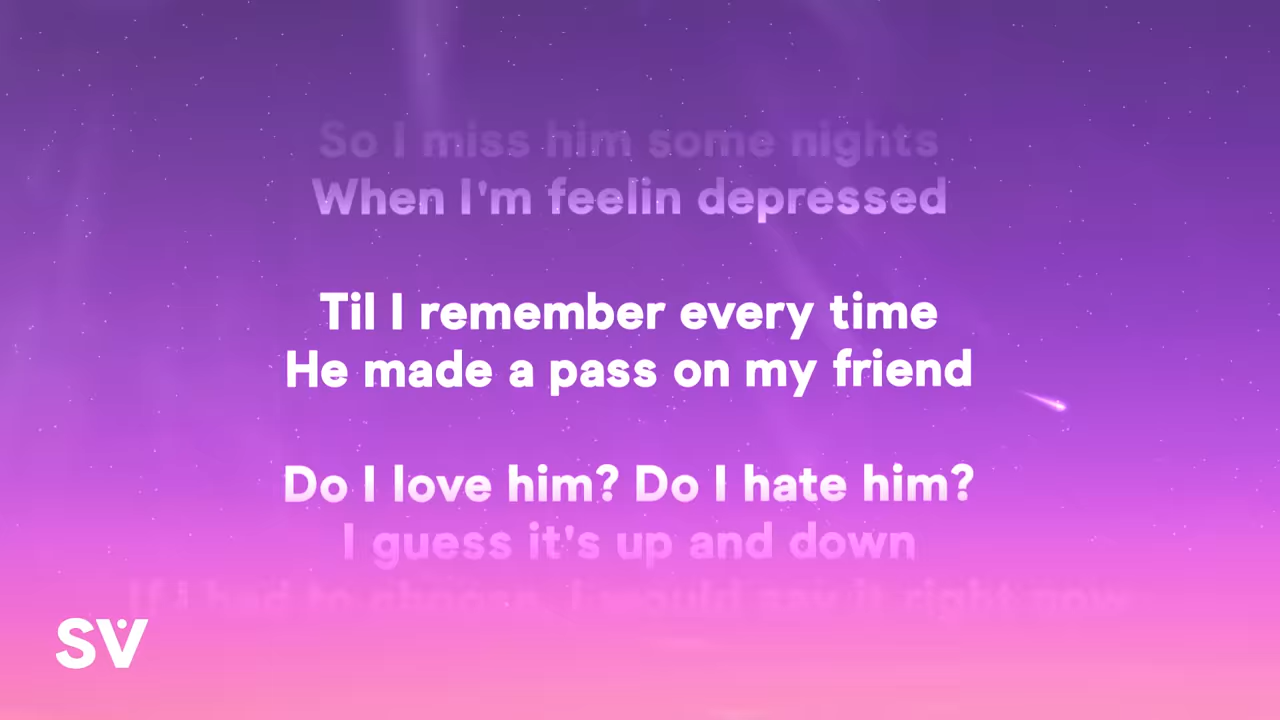 So I miss him some nights
When I'm feelin depressed
Til I remember every time
He made a pass on my friend
Do I love him? Do I hate him?
I guess it's up and down
If I had to choose, I would say it right now
SV